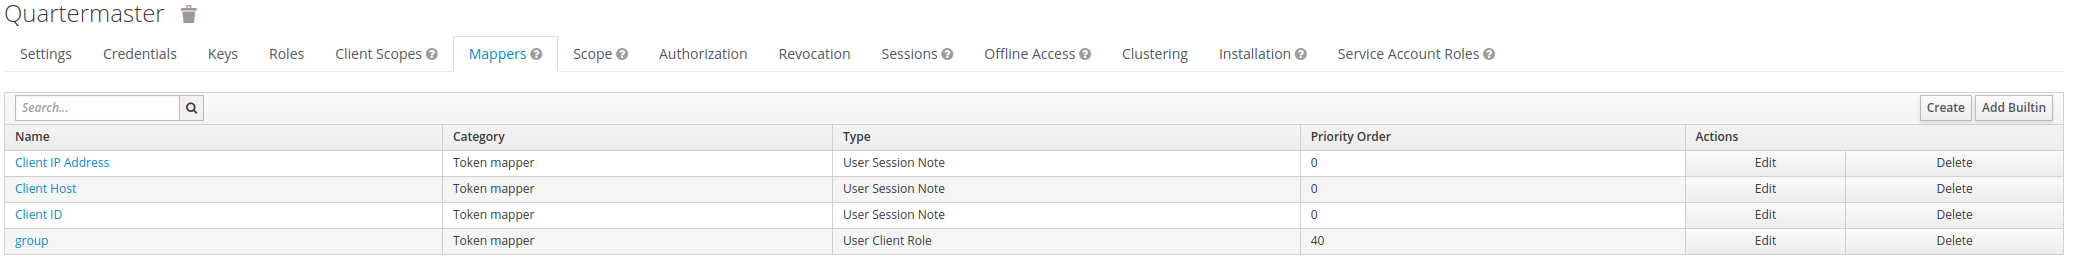 Quartermaster
Settings Credentials Keys Roles Client Scopes Mappers Scope Authorization Revocation Sessions Offline Access Clustering Installation Service Account Roles
Search... Create Add Builtin
Name Category Type Priority Order Actions
Client IP Address Token mapper User Session Note 0 Edit Delete
Client Host Token mapper User Session Note 0 Edit Delete
Client ID Token mapper User Session Note 0 Edit Delete
group Token mapper User Client Role 40 Edit Delete